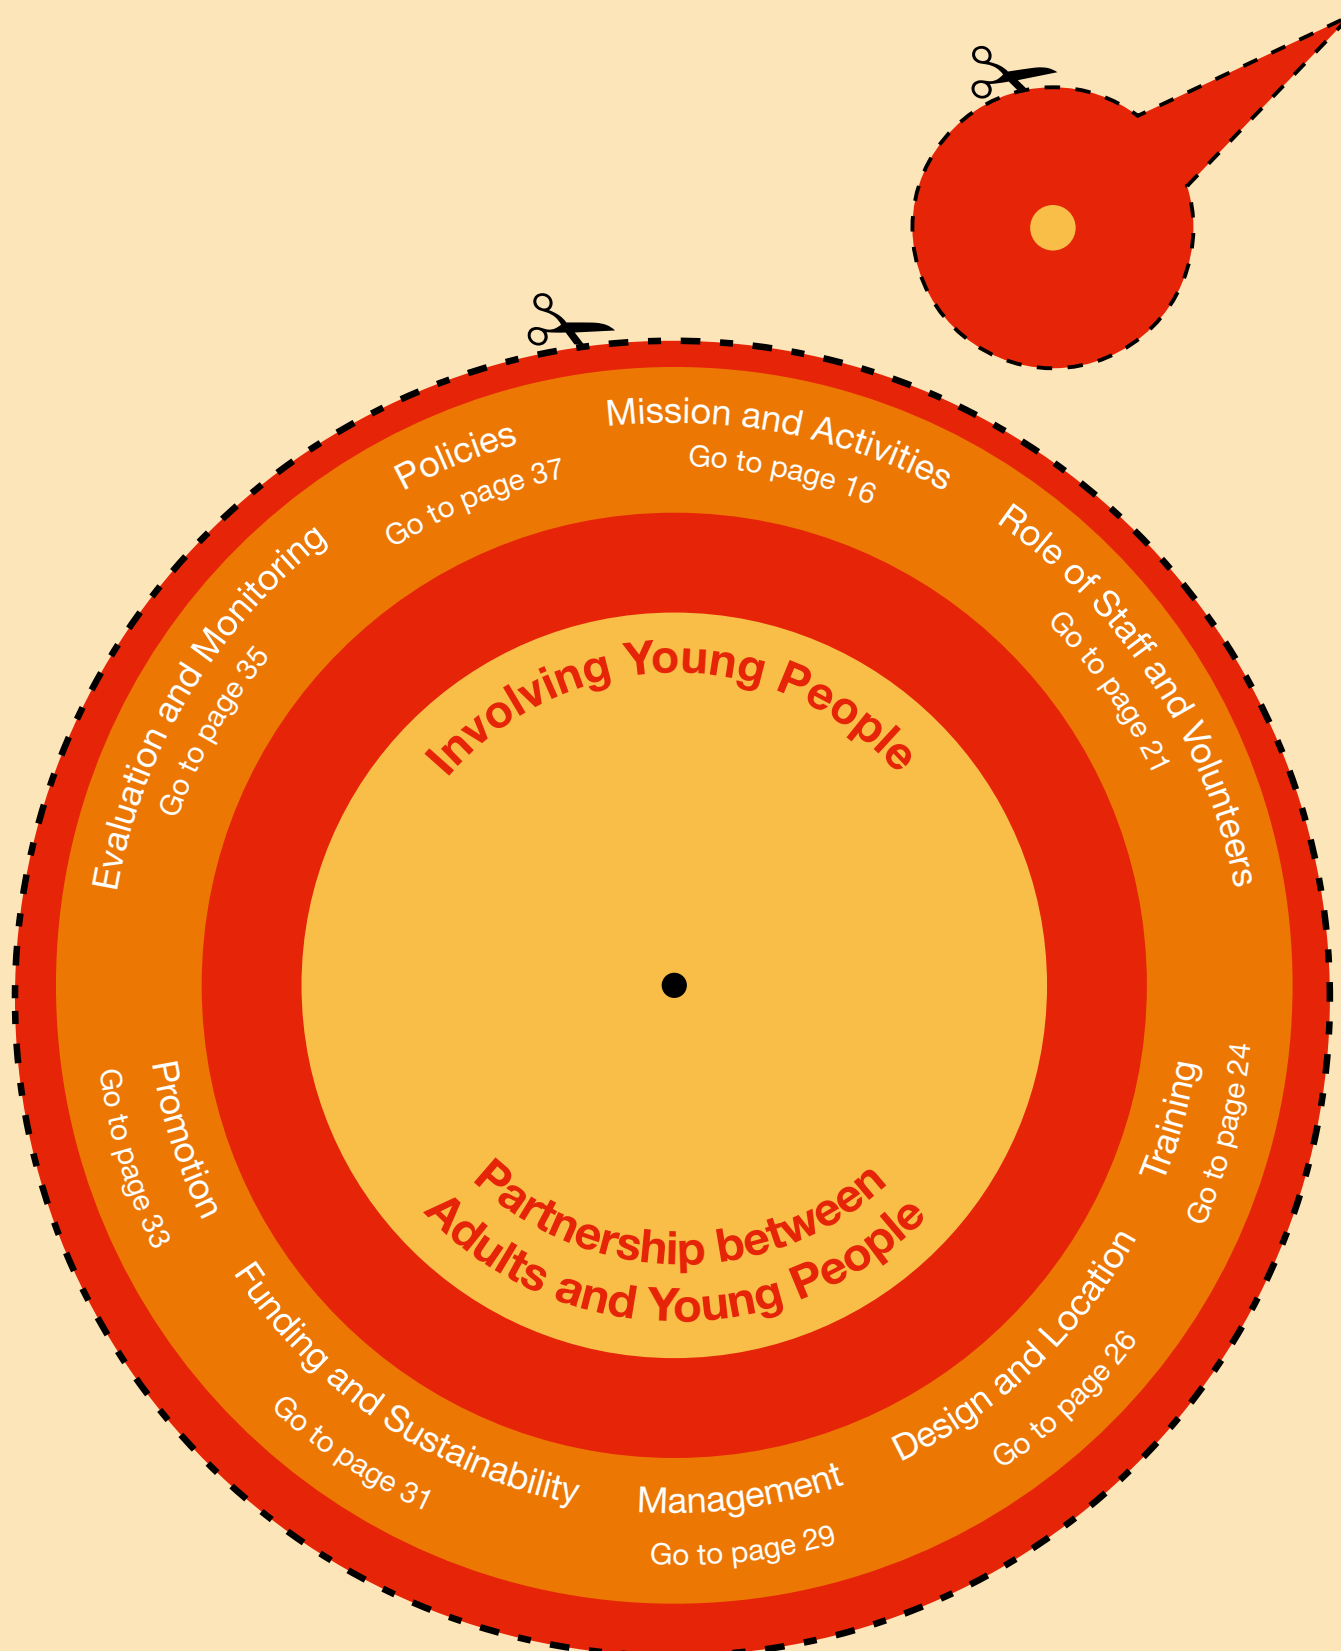 Mission and Activities
Go to page 16
Role of Staff and Volunteers
Go to page 21
Training
Go to page 24
Design and Location
Go to page 26
Management
Go to page 29
Funding and Sustainability
Go to page 31
Promotion
Go to page 33
Evaluation and Monitoring
Go to page 35
Policies
Go to page 37
Involving Young People
Partnership between
Adults and Young People